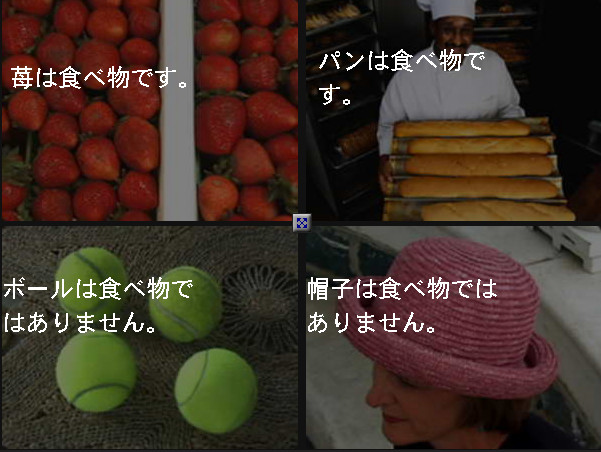 苺は食べ物です。
パンは食べ物で
す。
ボールは食べ物で
はありません。
帽子は食べ物では
ありません。